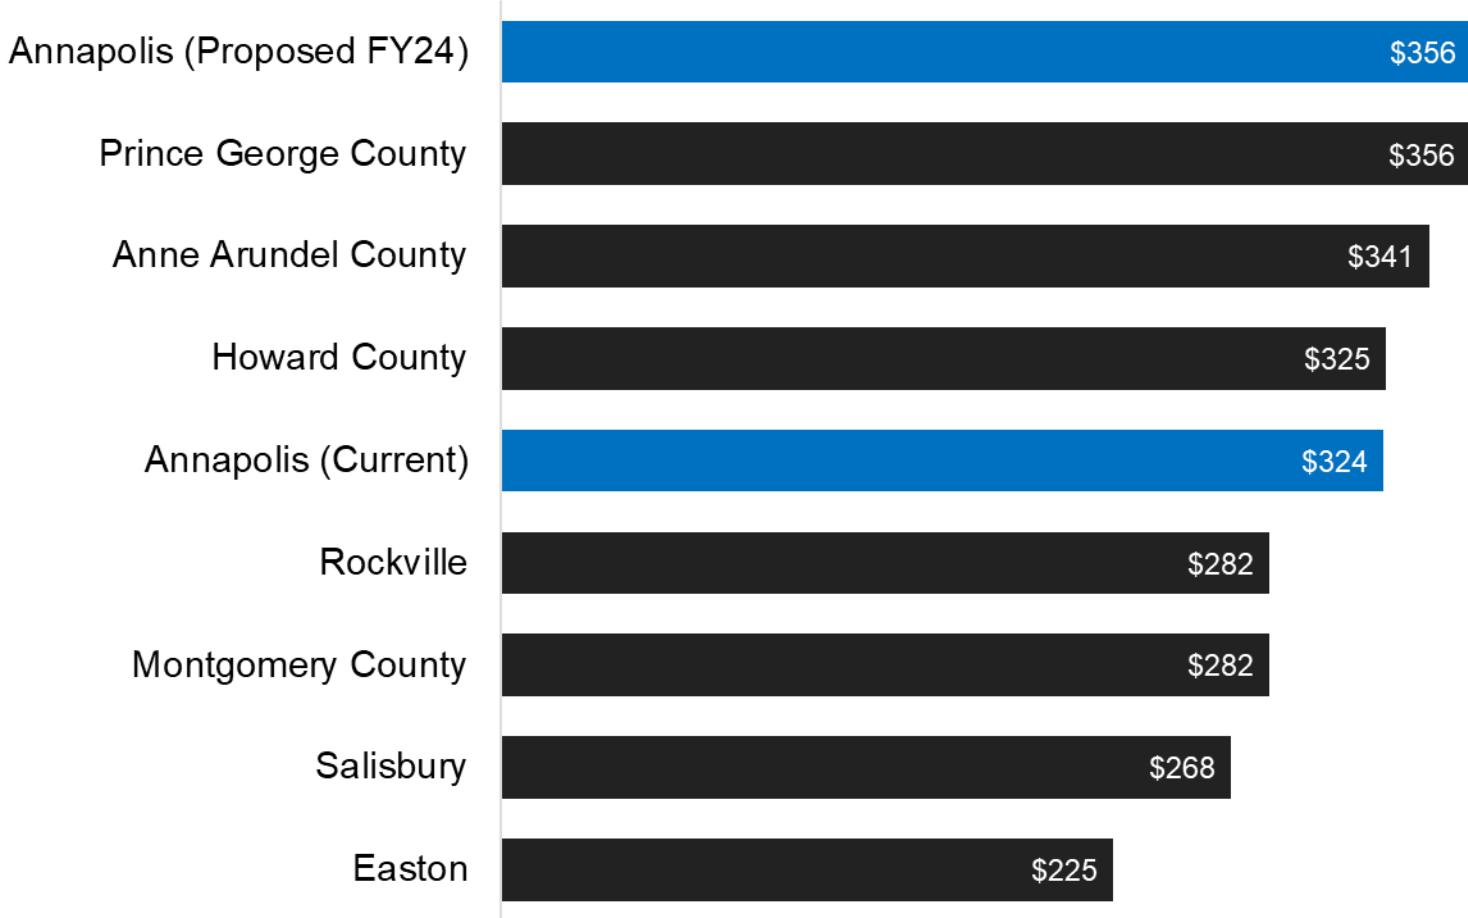 Annapolis (Proposed FY24) $356
Prince George County $356
Anne Arundel County $341
Howard County $325
Annapolis (Current) $324
Rockville $282
Montgomery County $282
Salisbury $268
Easton $225